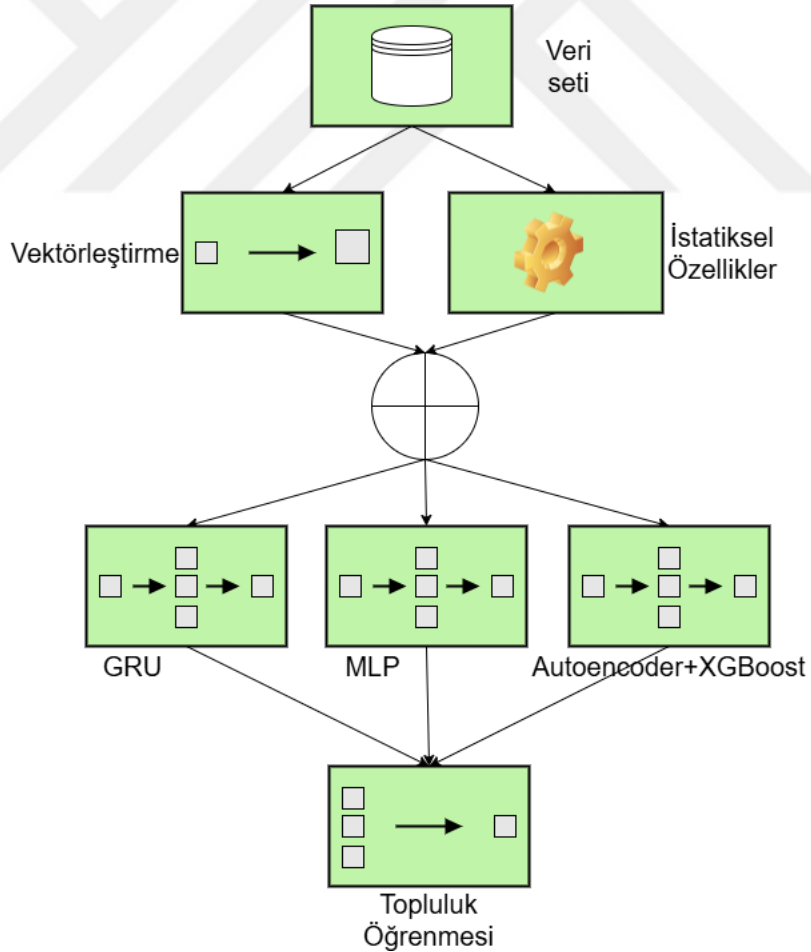 Veri
seti
Vektörleştirme
İstatiksel
Özellikler
GRU
MLP
Autoencoder+XGBoost
Topluluk
Öğrenmesi